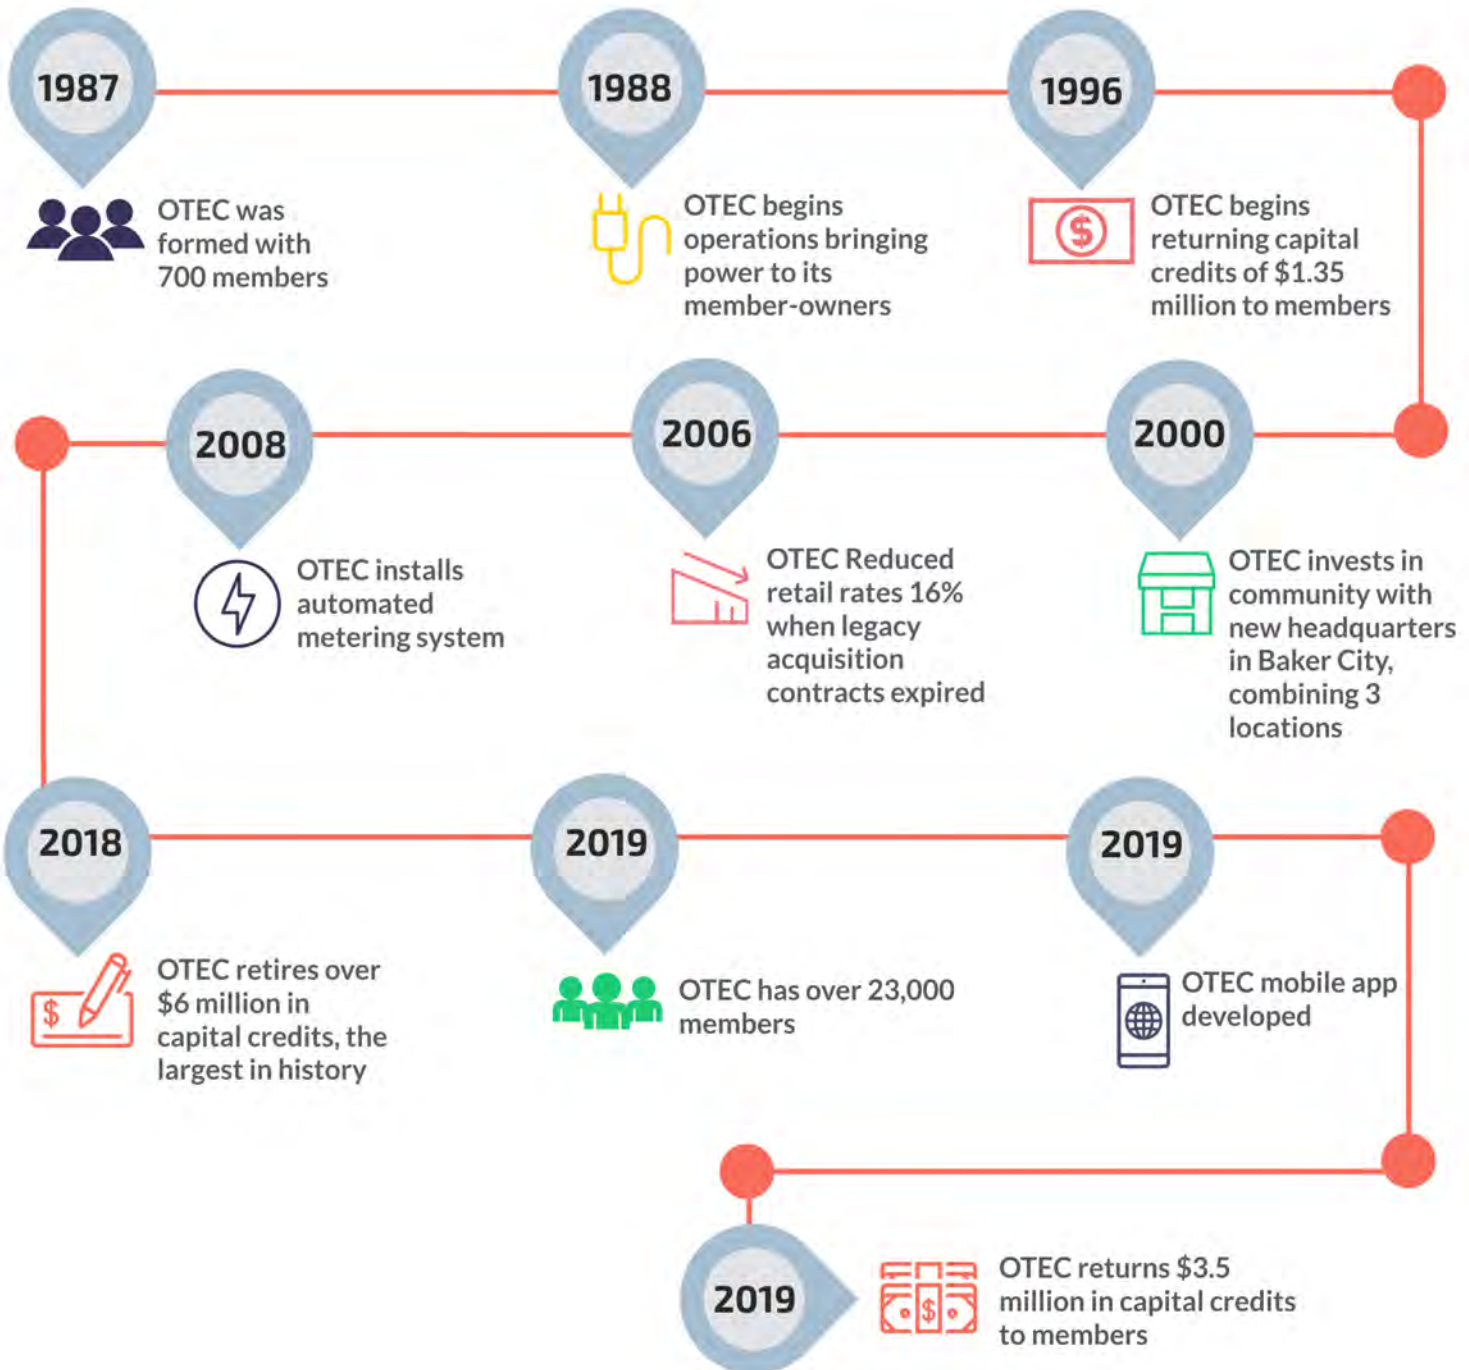 1987
OTEC was
formed with
700 members
1988
OTEC begins
operations bringing
power to its
member-owners
1996
$
OTEC begins
returning capital
credits of $1.35
million to members
2000
OTEC invests in
community with
new headquarters
in Baker City,
combining 3
locations
2006
OTEC Reduced
retail rates 16%
when legacy
acquisition
contracts expired
2008
OTEC installs
automated
metering system
2018
$
OTEC retires over
$6 million in
capital credits, the
largest in history
2019
OTEC has over 23,000
members
2019
OTEC mobile app
developed
2019
$
OTEC returns $3.5
million in capital credits
to members